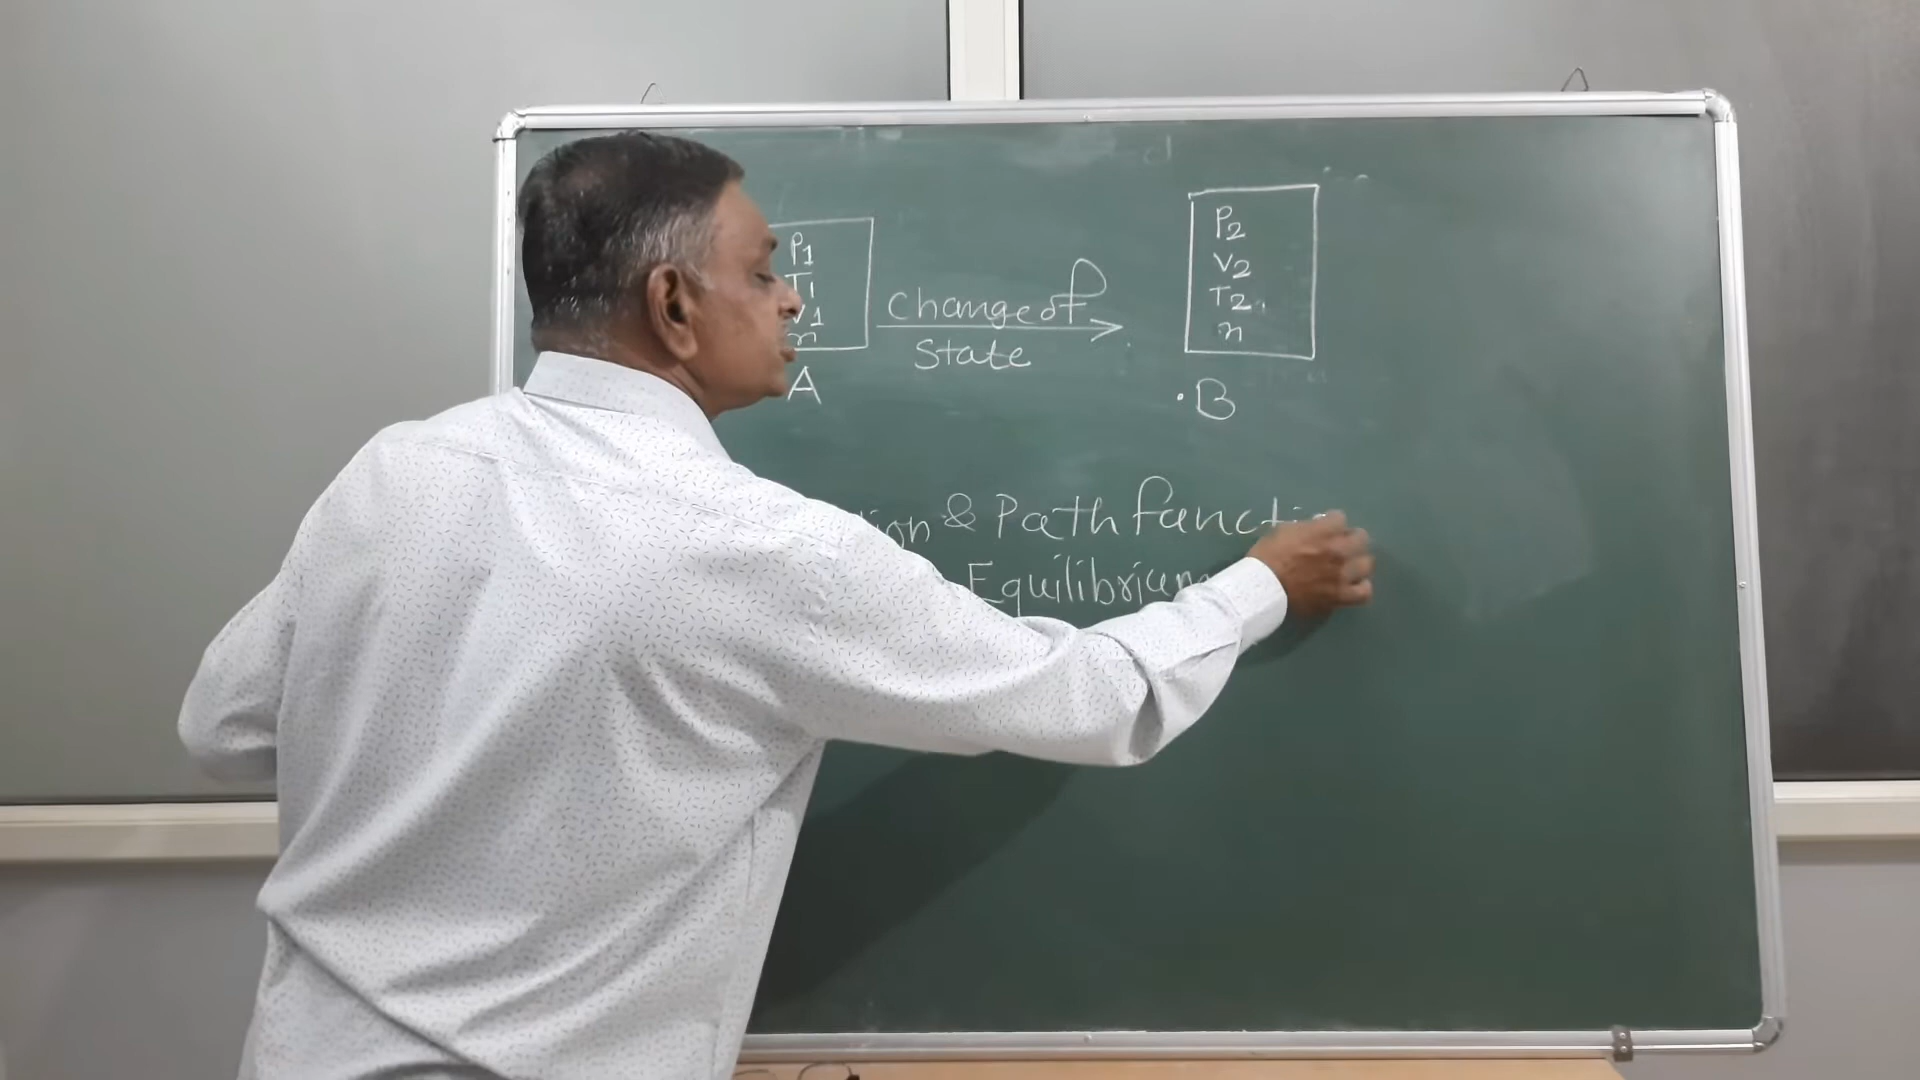 P1
T1
V1
n
A
Change of
State
P2
V2
T2
n
B
& Path functi
Equilibrium